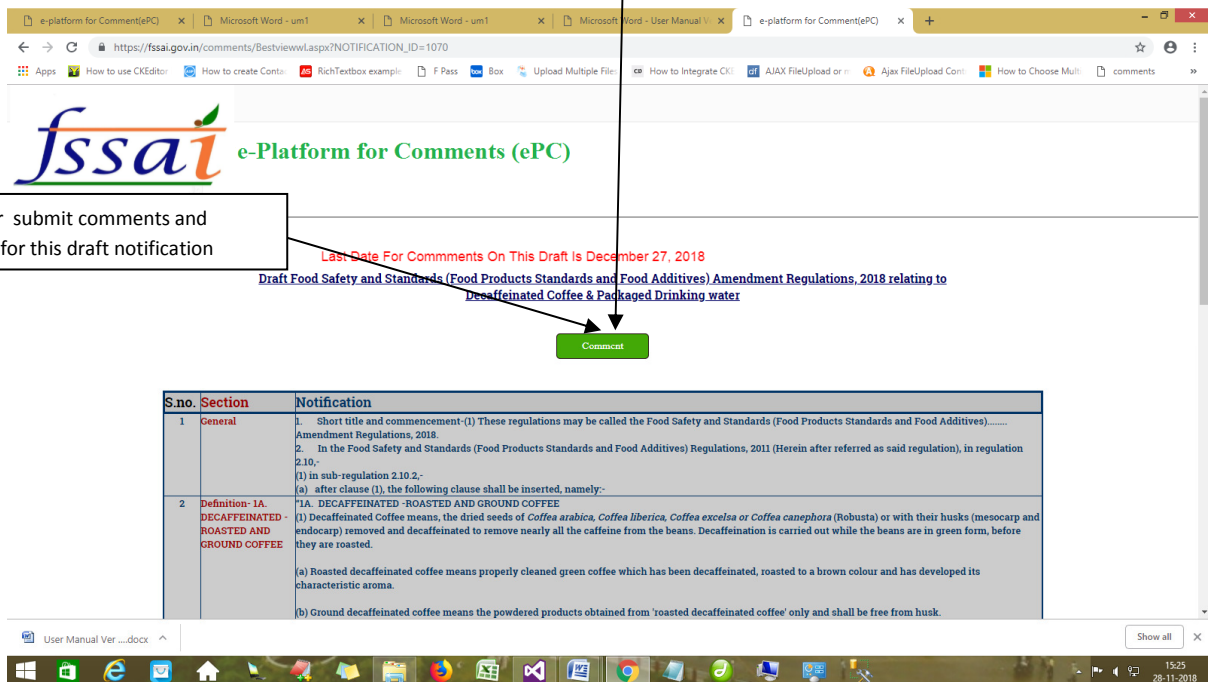 e-platform for Comment(ePC)
Microsoft Word - um1
Microsoft Word - um1
Microsoft Word - User Manual V
e-platform for Comment(ePC)
https://fssai.gov.in/comments/Bestviewwl.aspx?NOTIFICATION_ID=1070
Apps How to use CKEditor How to create Contac RichTextbox example F Pass Box Upload Multiple Files How to Integrate CKE AJAX FileUpload or Ajax FileUpload Cont How to Choose Multi comments »
fssai
e-Platform for Comments (ePC)
submit comments and
for this draft notification
Last Date For Commments On This Draft Is December 27, 2018
Draft Food Safety and Standards (Food Products Standards and Food Additives) Amendment Regulations, 2018 relating to
Decaffeinated Coffee & Packaged Drinking water
Comment
S.no. Section Notification
1 General 1. Short title and commencement-(1) These regulations may be called the Food Safety and Standards (Food Products Standards and Food Additives)........
Amendment Regulations, 2018.
2. In the Food Safety and Standards (Food Products Standards and Food Additives) Regulations, 2011 (Herein after referred as said regulation), in regulation
2.10,-
(1) in sub-regulation 2.10.2,-
(a) after clause (1), the following clause shall be inserted, namely:-
2 Definition- 1A. "1A. DECAFFEINATED -ROASTED AND GROUND COFFEE
DECAFFEINATED - (1) Decaffeinated Coffee means, the dried seeds of Coffea arabica, Coffea liberica, Coffea excelsa or Coffea canephora (Robusta) or with their husks (mesocarp and
ROASTED AND endocarp) removed and decaffeinated to remove nearly all the caffeine from the beans. Decaffeination is carried out while the beans are in green form, before
GROUND COFFEE they are roasted.
(a) Roasted decaffeinated coffee means properly cleaned green coffee which has been decaffeinated, roasted to a brown colour and has developed its
characteristic aroma.
(b) Ground decaffeinated coffee means the powdered products obtained from 'roasted decaffeinated coffee' only and shall be free from husk.
User Manual Ver ....docx
Show all
15:25
28-11-2018